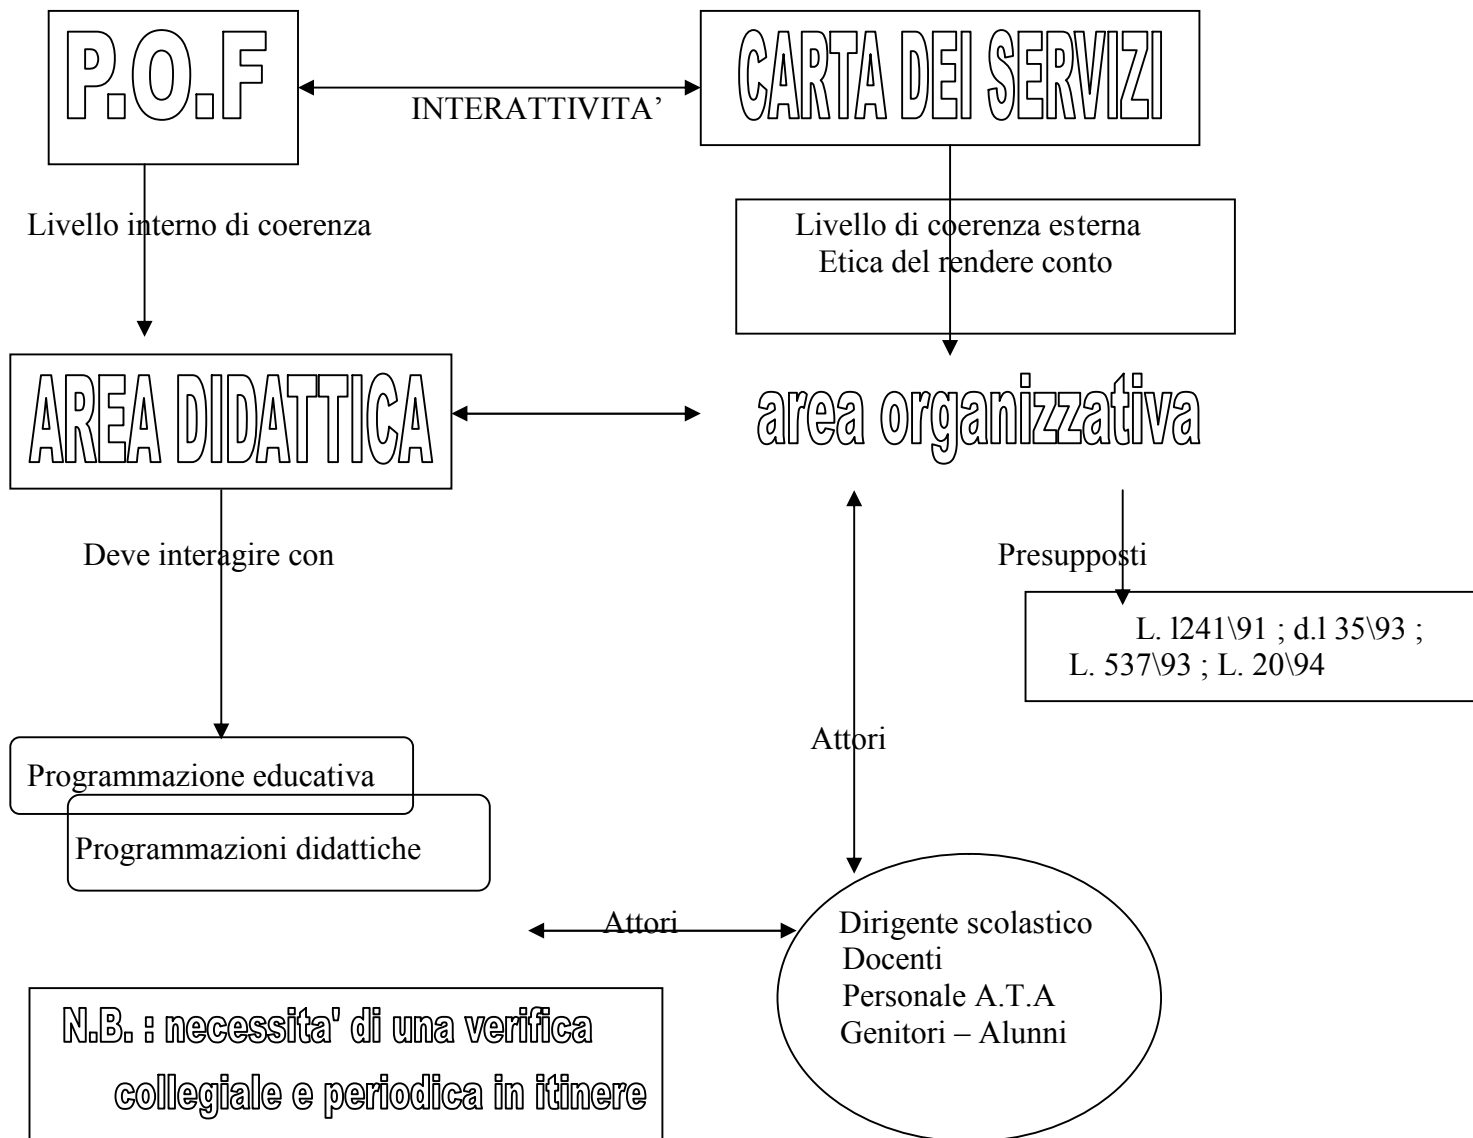 P.O.F
CARTA DEI SERVIZI
INTERATTIVITA’
Livello interno di coerenza
Livello di coerenza esterna
Etica del rendere conto
AREA DIDATTICA
area organizzativa
Deve interagire con
Presupposti
L. l241\91 ; d.l 35\93 ;
L. 537\93 ; L. 20\94
Attori
Programmazione educativa
Programmazioni didattiche
Attori
Dirigente scolastico
Docenti
Personale A.T.A
Genitori – Alunni
N.B. : necessita' di una verifica
collegiale e periodica in itinere